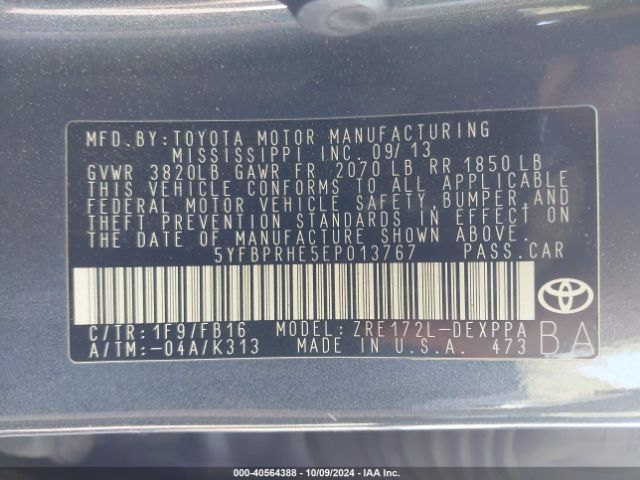 MFD.BY:TOYOTA MOTOR MANUFACTURING
MISSISSIPPI INC. 09/13
GVWR 3820LB GAWR FR 2070 LB RR 1850LB
THIS VEHICLE CONFORMS TO ALL APPLICABLE
FEDERAL MOTOR VEHICLE SAFETY, BUMPER,AND
THEFT PREVENTION STANDARDS IN EFFECT ON
THE DATE OF MANUFACTURE SHOWN ABOVE.
5YFBPRHE5EP013767 PASS.CAR
C/TR:1F9/FB16 MODEL:ZRE172L-DEXPPA
A/TM:-04A/K313 MADE IN U.S.A. 473 BA
000-40564388 - 10/09/2024 - IAA Inc.